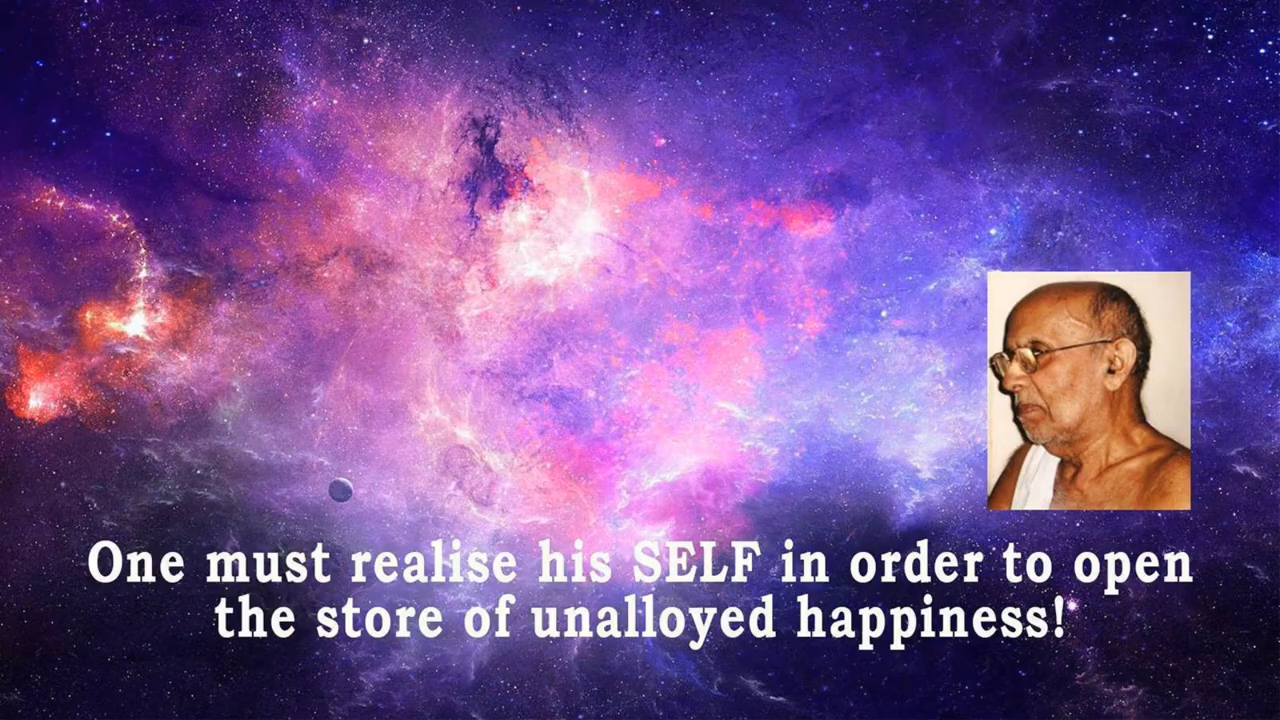 One must realise his SELF in order to open
the store of unalloyed happiness!